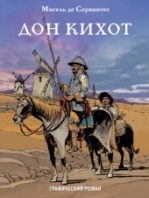 Мигель де Сервантес
ДОН КИХОТ
ГРАФИЧЕСКИЙ РОМАН